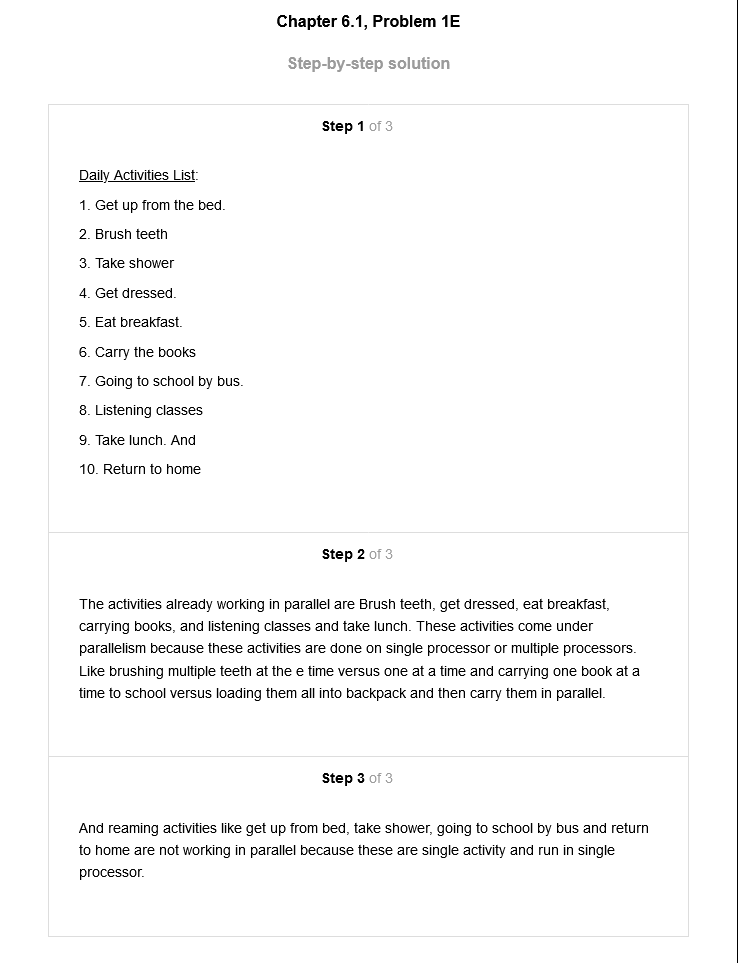 Chapter 6.1, Problem 1E
Step-by-step solution
Step 1 of 3
Daily Activities List:
1. Get up from the bed.
2. Brush teeth
3. Take shower
4. Get dressed.
5. Eat breakfast.
6. Carry the books
7. Going to school by bus.
8. Listening classes
9. Take lunch. And
10. Return to home
Step 2 of 3
The activities already working in parallel are Brush teeth, get dressed, eat breakfast,
carrying books, and listening classes and take lunch. These activities come under
parallelism because these activities are done on single processor or multiple processors.
Like brushing multiple teeth at the e time versus one at a time and carrying one book at a
time to school versus loading them all into backpack and then carry them in parallel.
Step 3 of 3
And reaming activities like get up from bed, take shower, going to school by bus and return
to home are not working in parallel because these are single activity and run in single
processor.